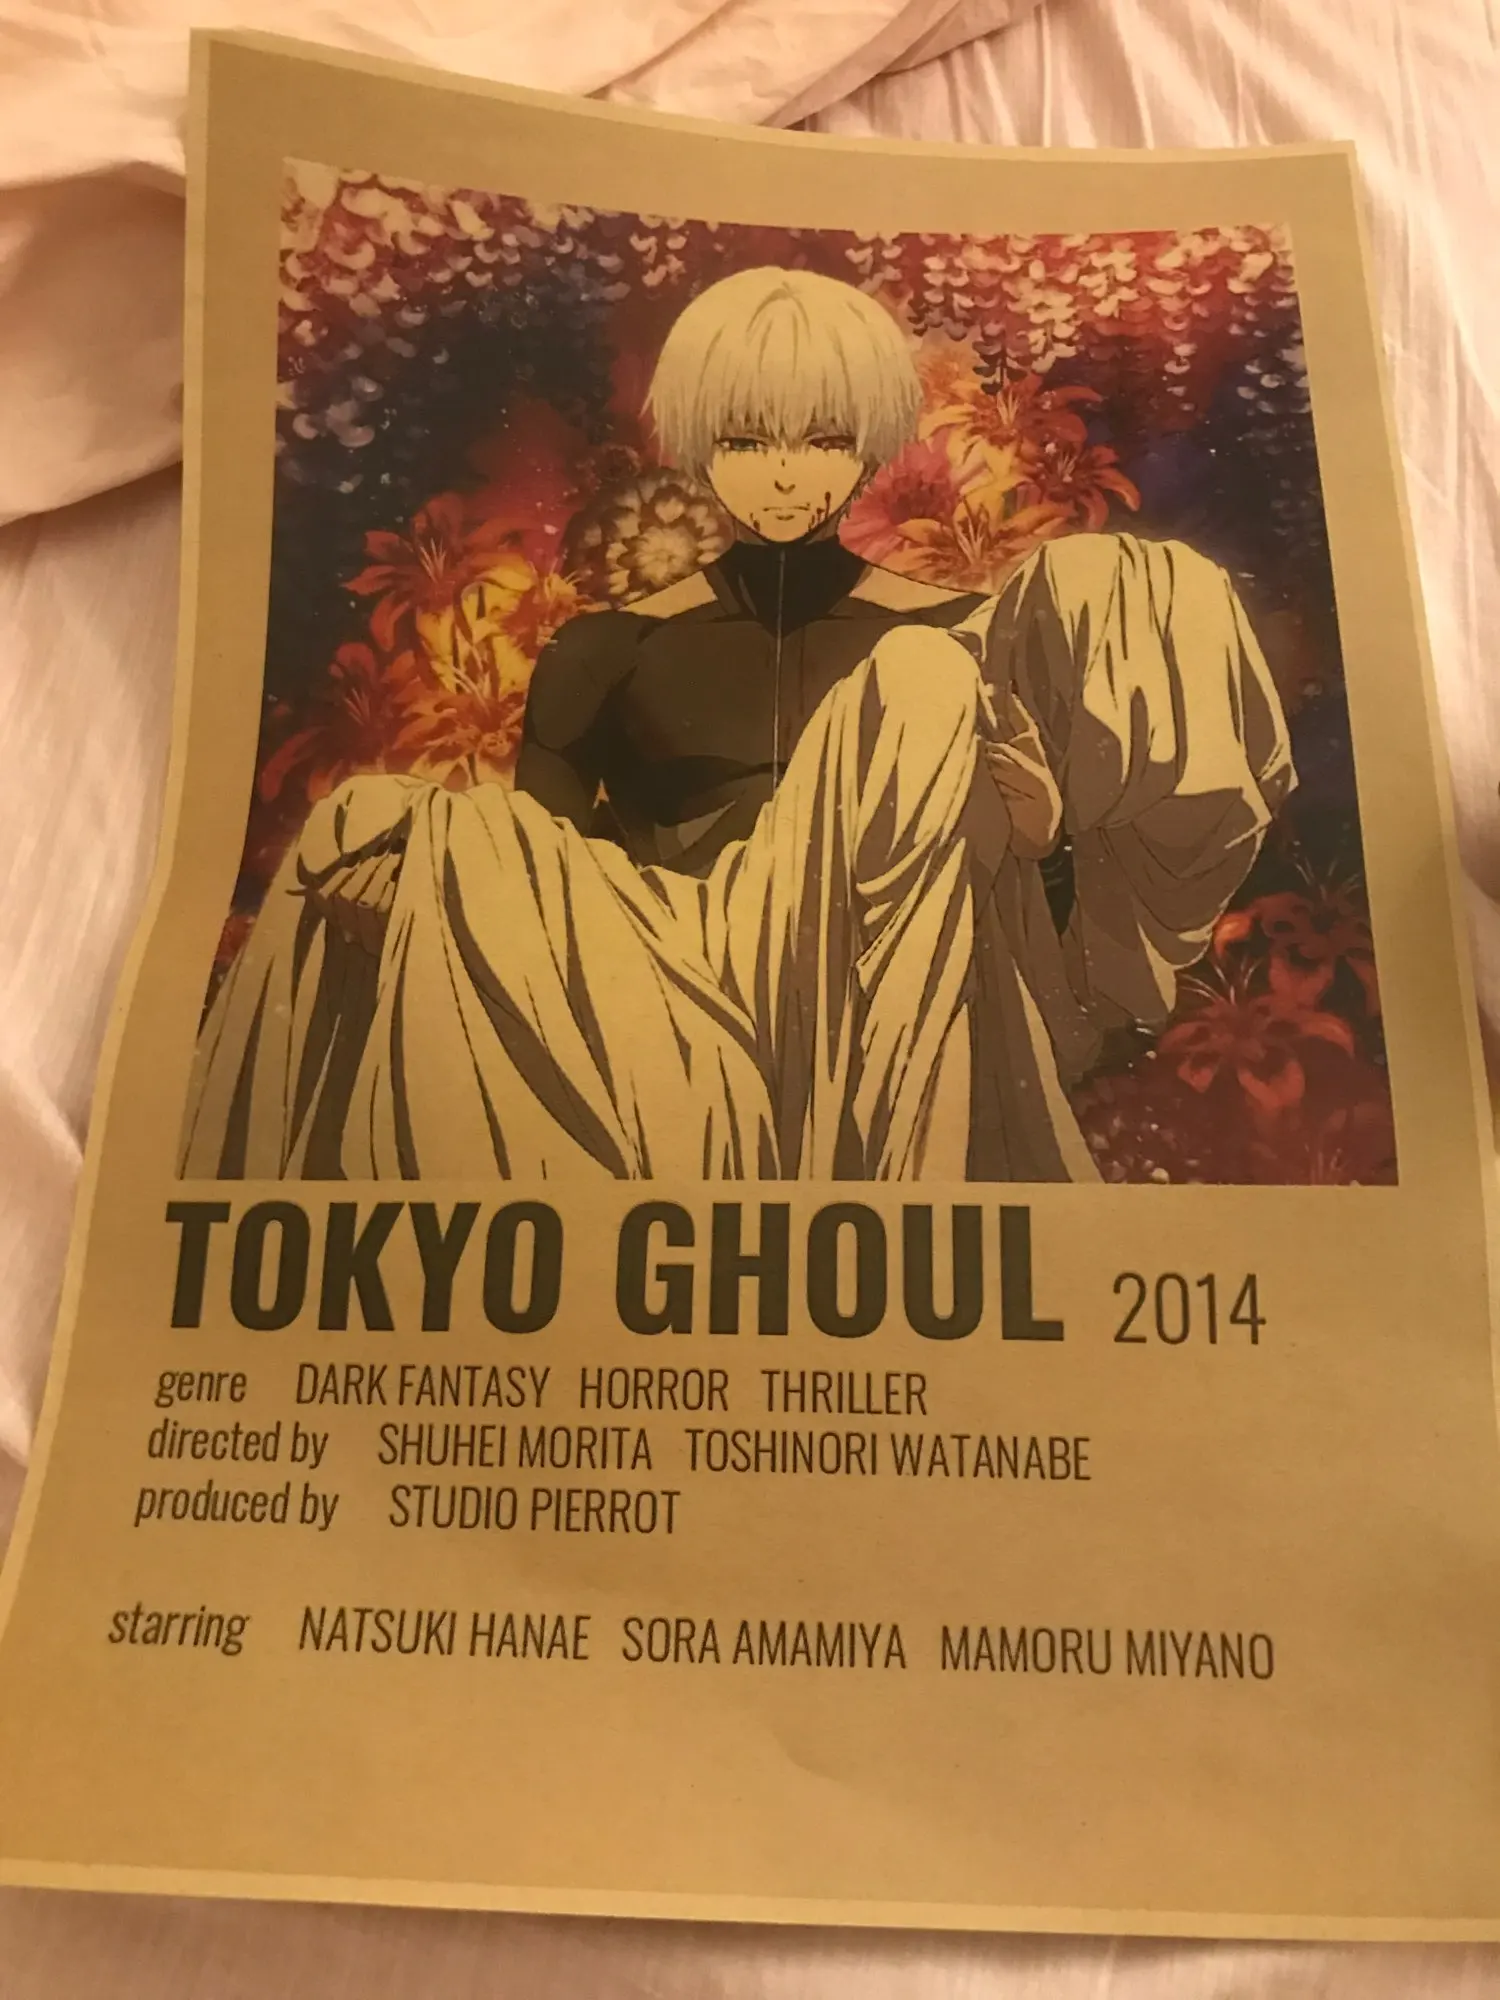 TOKYO GHOUL 2014
genre DARK FANTASY HORROR THRILLER
directed by SHUHEI MORITA TOSHINORI WATANABE
produced by STUDIO PIERROT
starring NATSUKI HANAE SORA AMAMIYA MAMORU MIYANO